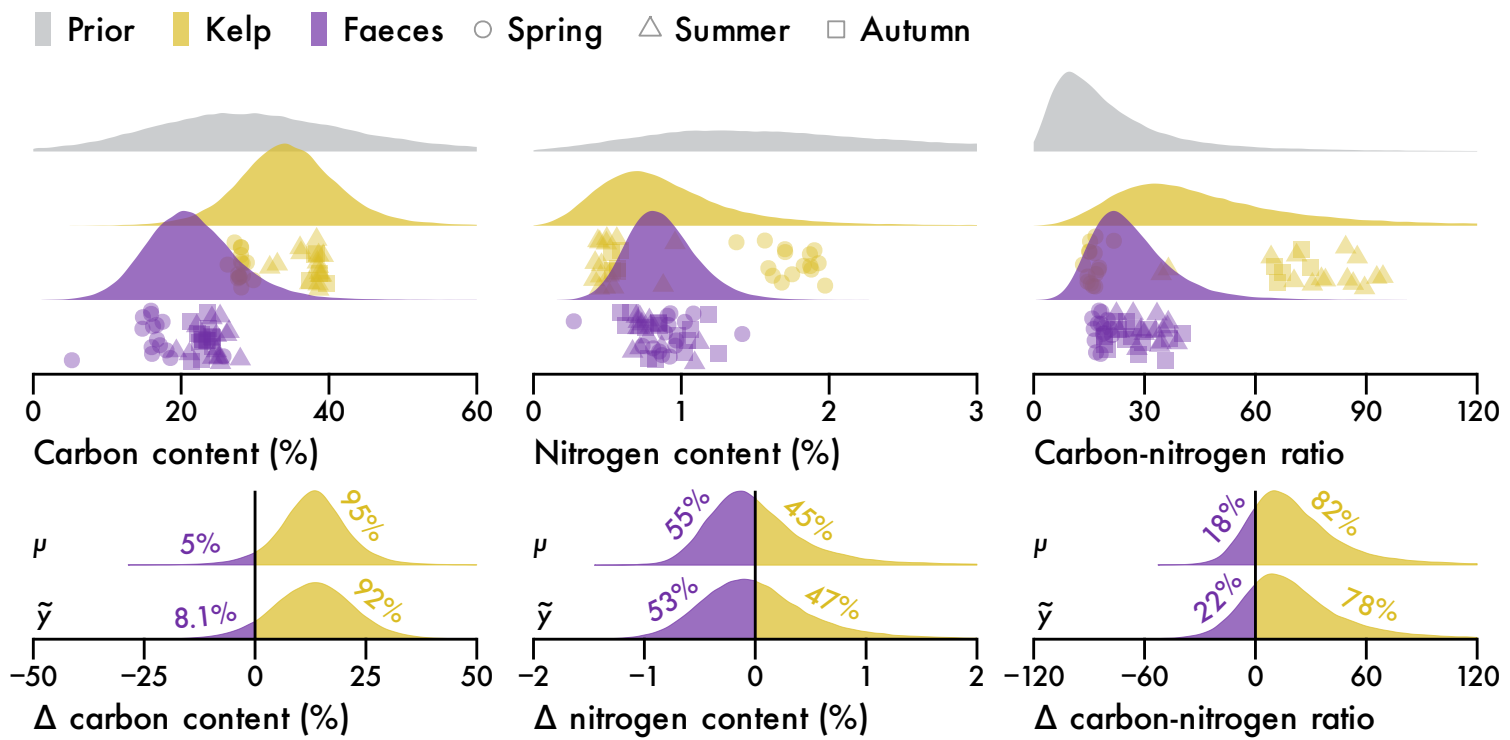 Prior Kelp Faeces Spring Summer Autumn
0 20 40 60
Carbon content (%)
0 1 2 3
Nitrogen content (%)
0 30 60 90 120
Carbon-nitrogen ratio
μ 5% 95%
ỹ 8.1% 92%
−50 −25 0 25 50
Δ carbon content (%)
μ 55% 45%
ỹ 53% 47%
−2 −1 0 1 2
Δ nitrogen content (%)
μ 18% 82%
ỹ 22% 78%
−120 −60 0 60 120
Δ carbon-nitrogen ratio